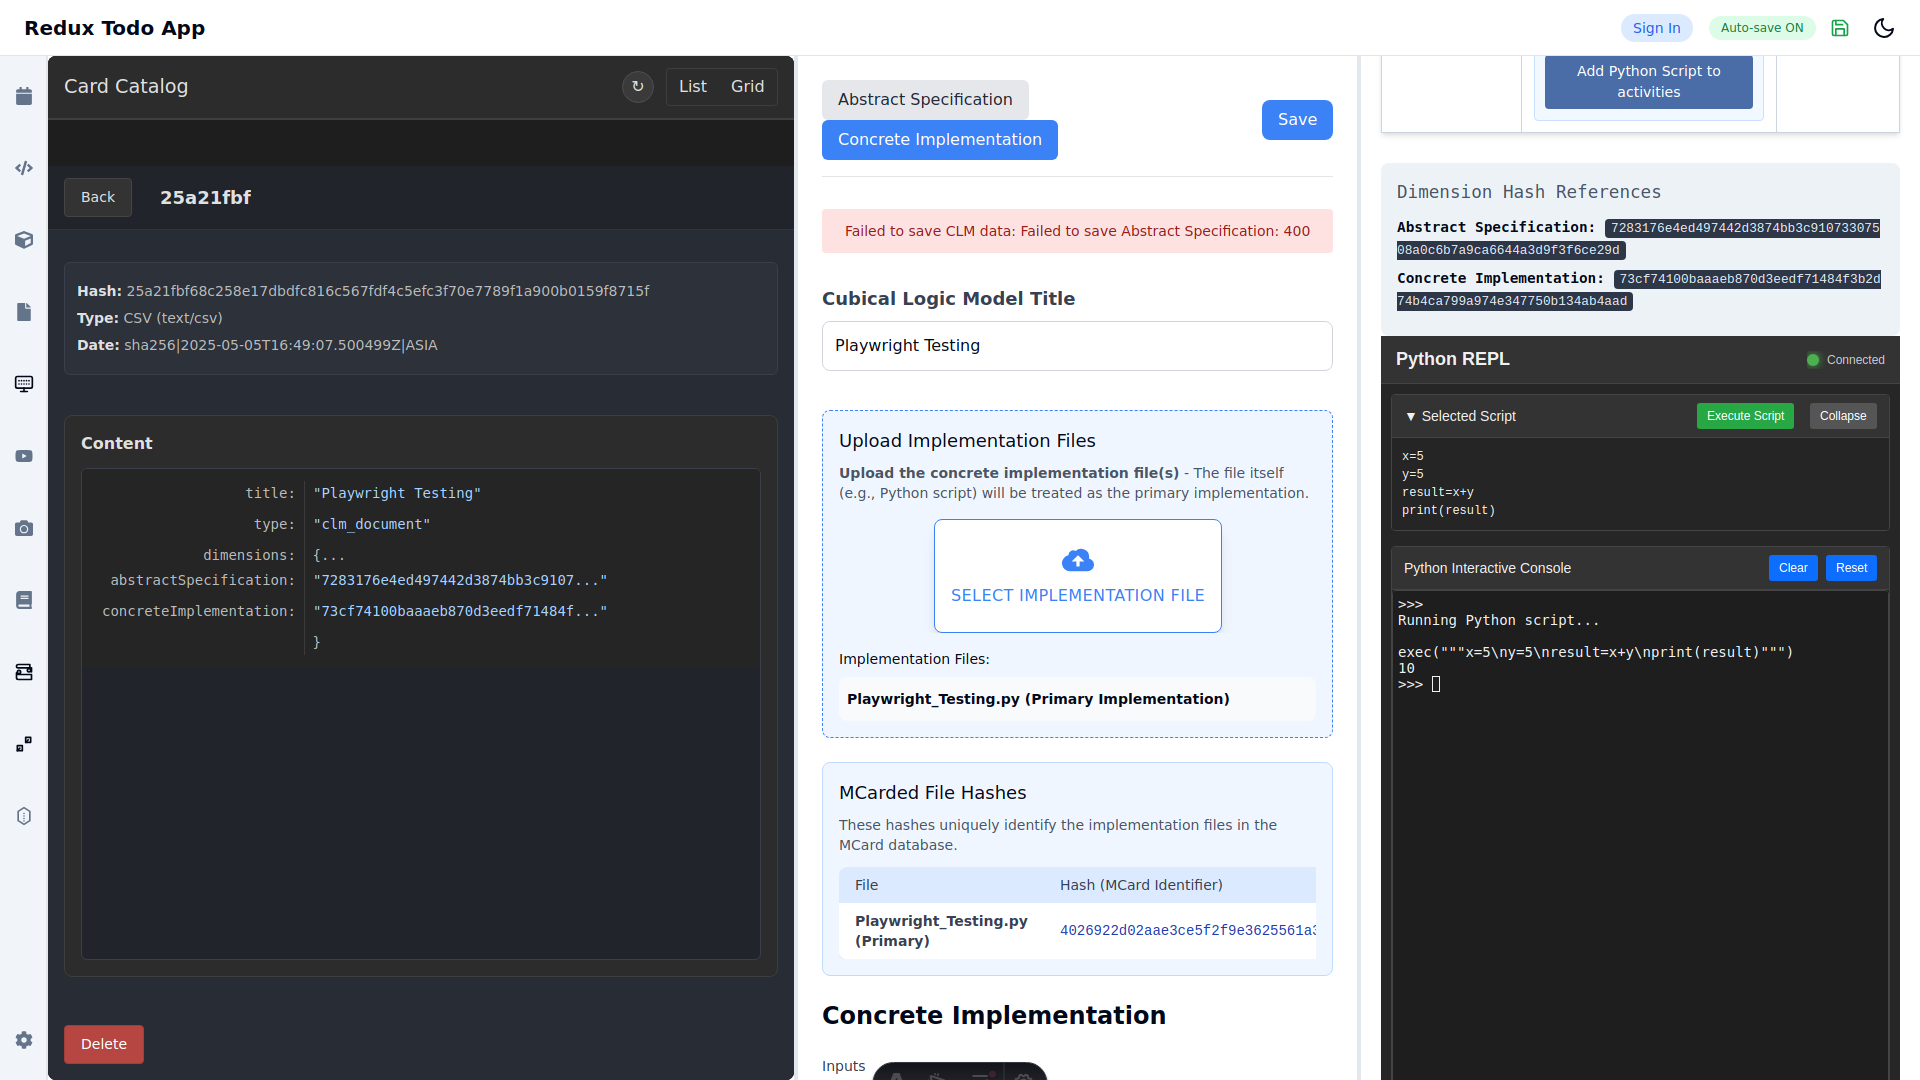 Redux Todo App
Sign In
Auto-save ON
Card Catalog
↻
List
Grid
Back
25a21fbf
Hash: 25a21fbf68c258e17dbdfc816c567fdf4c5efc3f70e7789f1a900b0159f8715f
Type: CSV (text/csv)
Date: sha256|2025-05-05T16:49:07.500499Z|ASIA
Content
title: "Playwright Testing"
type: "clm_document"
dimensions: {...
abstractSpecification: "7283176e4ed497442d3874bb3c9107..."
concreteImplementation: "73cf74100baaaeb870d3eedf71484f..."
}
Delete
Abstract Specification
Concrete Implementation
Save
Failed to save CLM data: Failed to save Abstract Specification: 400
Cubical Logic Model Title
Playwright Testing
Upload Implementation Files
Upload the concrete implementation file(s) - The file itself
(e.g., Python script) will be treated as the primary implementation.
SELECT IMPLEMENTATION FILE
Implementation Files:
Playwright_Testing.py (Primary Implementation)
MCarded File Hashes
These hashes uniquely identify the implementation files in the
MCard database.
File
Hash (MCard Identifier)
Playwright_Testing.py
(Primary)
4026922d02aae3ce5f2f9e3625561a3
Concrete Implementation
Inputs
Add Python Script to
activities
Dimension Hash References
Abstract Specification: 7283176e4ed497442d3874bb3c910733075
08a0c6b7a9ca6644a3d9f3f6ce29d
Concrete Implementation: 73cf74100baaaeb870d3eedf71484f3b2d
74b4ca799a974e347750b134ab4aad
Python REPL
Connected
▼ Selected Script
Execute Script
Collapse
x=5
y=5
result=x+y
print(result)
Python Interactive Console
Clear
Reset
>>>
Running Python script...
exec("""x=5\ny=5\nresult=x+y\nprint(result)""")
10
>>>